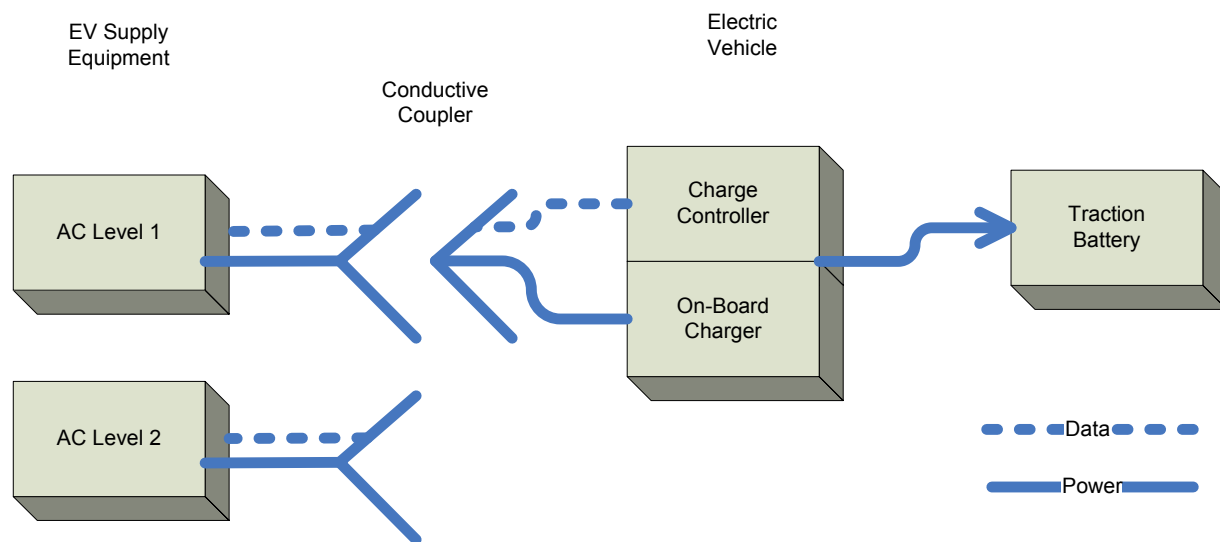 EV Supply
Equipment
Conductive
Coupler
Electric
Vehicle
AC Level 1
Charge
Controller
On-Board
Charger
Traction
Battery
AC Level 2
Data
Power